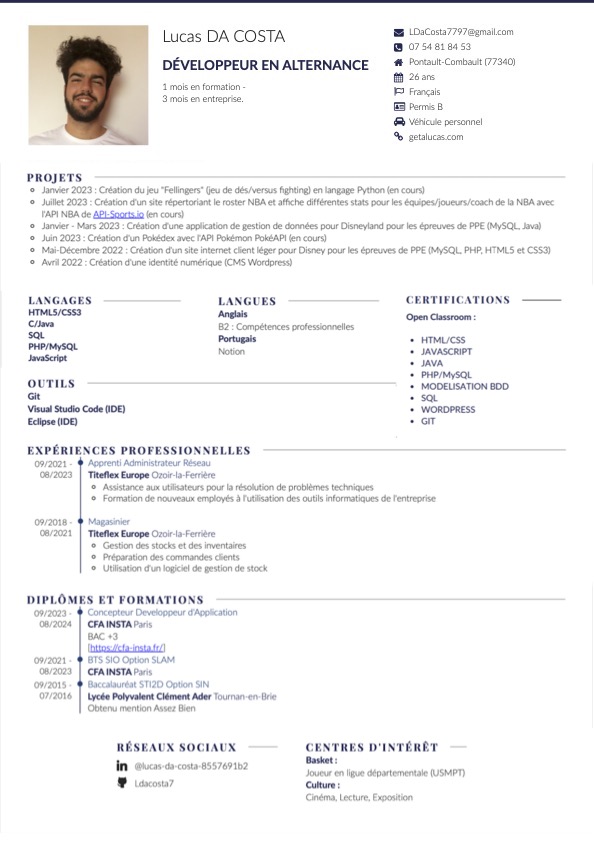 Lucas DA COSTA
DÉVELOPPEUR EN ALTERNANCE
1 mois en formation -
3 mois en entreprise.
LDaCosta7797@gmail.com
07 54 81 84 53
Pontault-Combault (77340)
26 ans
Français
Permis B
Véhicule personnel
getalucas.com
PROJETS
Janvier 2023 : Création du jeu "Fellingers" (jeu de dés/versus fighting) en langage Python (en cours)
Juillet 2023 : Création d'un site répertoriant le roster NBA et affiche différentes stats pour les équipes/joueurs/coach de la NBA avec
l'API NBA de API-Sports.io (en cours)
Janvier - Mars 2023 : Création d'une application de gestion de données pour Disneyland pour les épreuves de PPE (MySQL, Java)
Juin 2023 : Création d'un Pokédex avec l'API Pokémon PokéAPI (en cours)
Mai-Décembre 2022 : Création d'un site internet client léger pour Disney pour les épreuves de PPE (MySQL, PHP, HTML5 et CSS3)
Avril 2022 : Création d'une identité numérique (CMS Wordpress)
LANGAGES
HTML5/CSS3
C/Java
SQL
PHP/MySQL
JavaScript
LANGUES
Anglais
B2 : Compétences professionnelles
Portugais
Notion
CERTIFICATIONS
Open Classroom :
HTML/CSS
JAVASCRIPT
JAVA
PHP/MySQL
MODELISATION BDD
SQL
WORDPRESS
GIT
OUTILS
Git
Visual Studio Code (IDE)
Eclipse (IDE)
EXPÉRIENCES PROFESSIONNELLES
09/2021 - Apprenti Administrateur Réseau
08/2023 Titeflex Europe Ozoir-la-Ferrière
Assistance aux utilisateurs pour la résolution de problèmes techniques
Formation de nouveaux employés à l'utilisation des outils informatiques de l'entreprise
09/2018 - Magasinier
08/2021 Titeflex Europe Ozoir-la-Ferrière
Gestion des stocks et des inventaires
Préparation des commandes clients
Utilisation d'un logiciel de gestion de stock
DIPLÔMES ET FORMATIONS
09/2023 - Concepteur Developpeur d'Application
08/2024 CFA INSTA Paris
BAC +3
[https://cfa-insta.fr/]
09/2021 - BTS SIO Option SLAM
08/2023 CFA INSTA Paris
09/2015 - Baccalauréat STI2D Option SIN
07/2016 Lycée Polyvalent Clément Ader Tournan-en-Brie
Obtenu mention Assez Bien
RÉSEAUX SOCIAUX
@lucas-da-costa-8557691b2
Ldacosta7
CENTRES D'INTÉRÊT
Basket :
Joueur en ligue départementale (USMPT)
Culture :
Cinéma, Lecture, Exposition